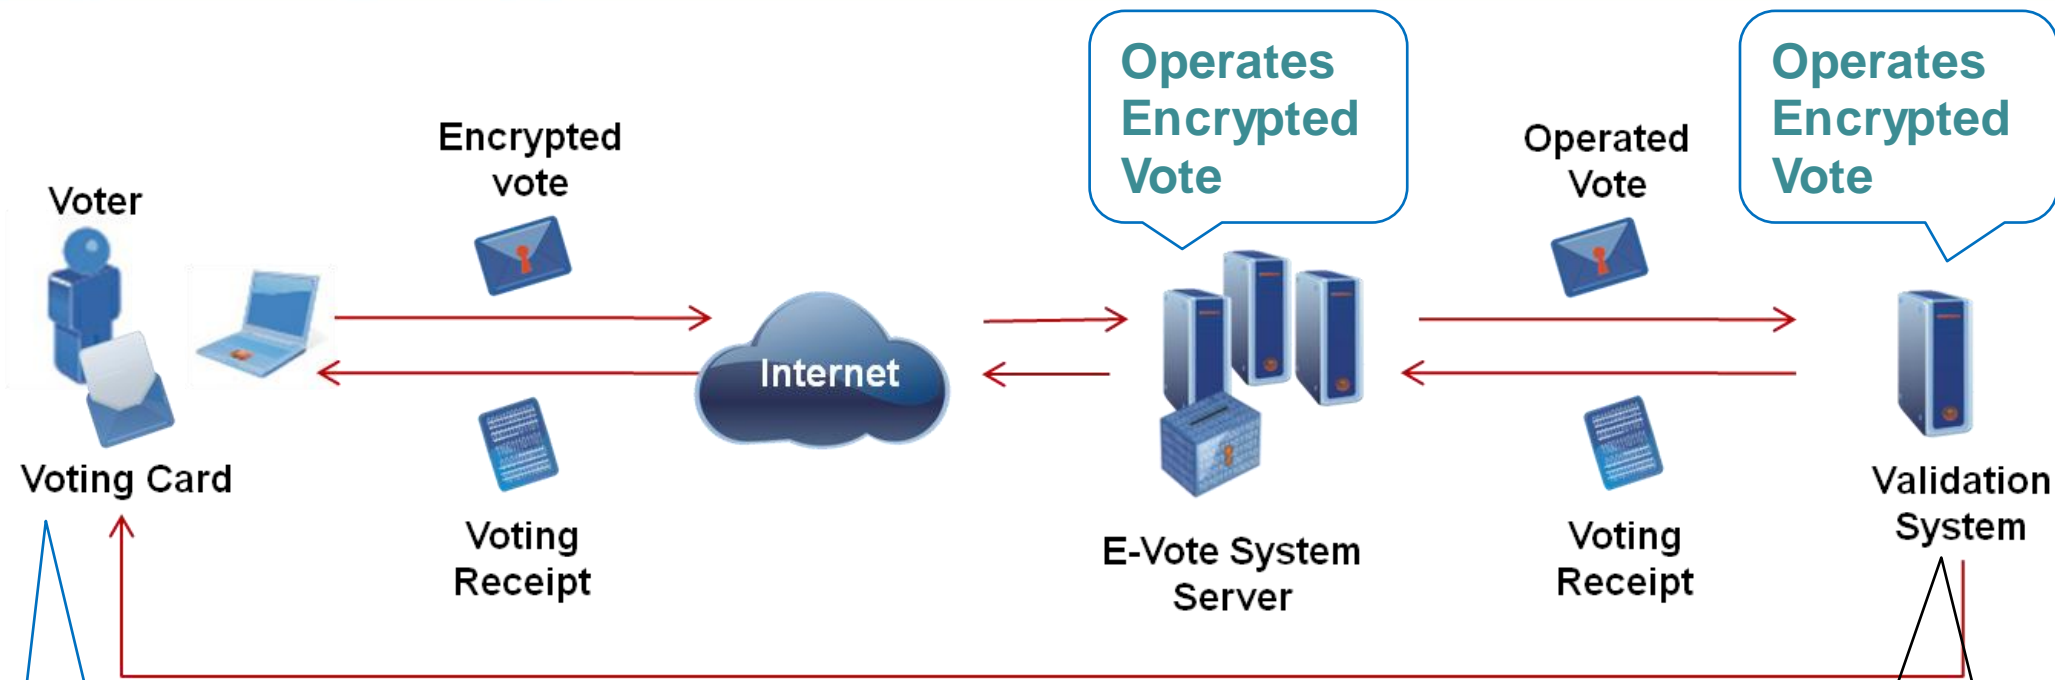 Operates
Encrypted
Vote
Operates
Encrypted
Vote
Encrypted
vote
Operated
Vote
Voter
Internet
Voting Card
Voting
Receipt
E-Vote System
Server
Voting
Receipt
Validation
System